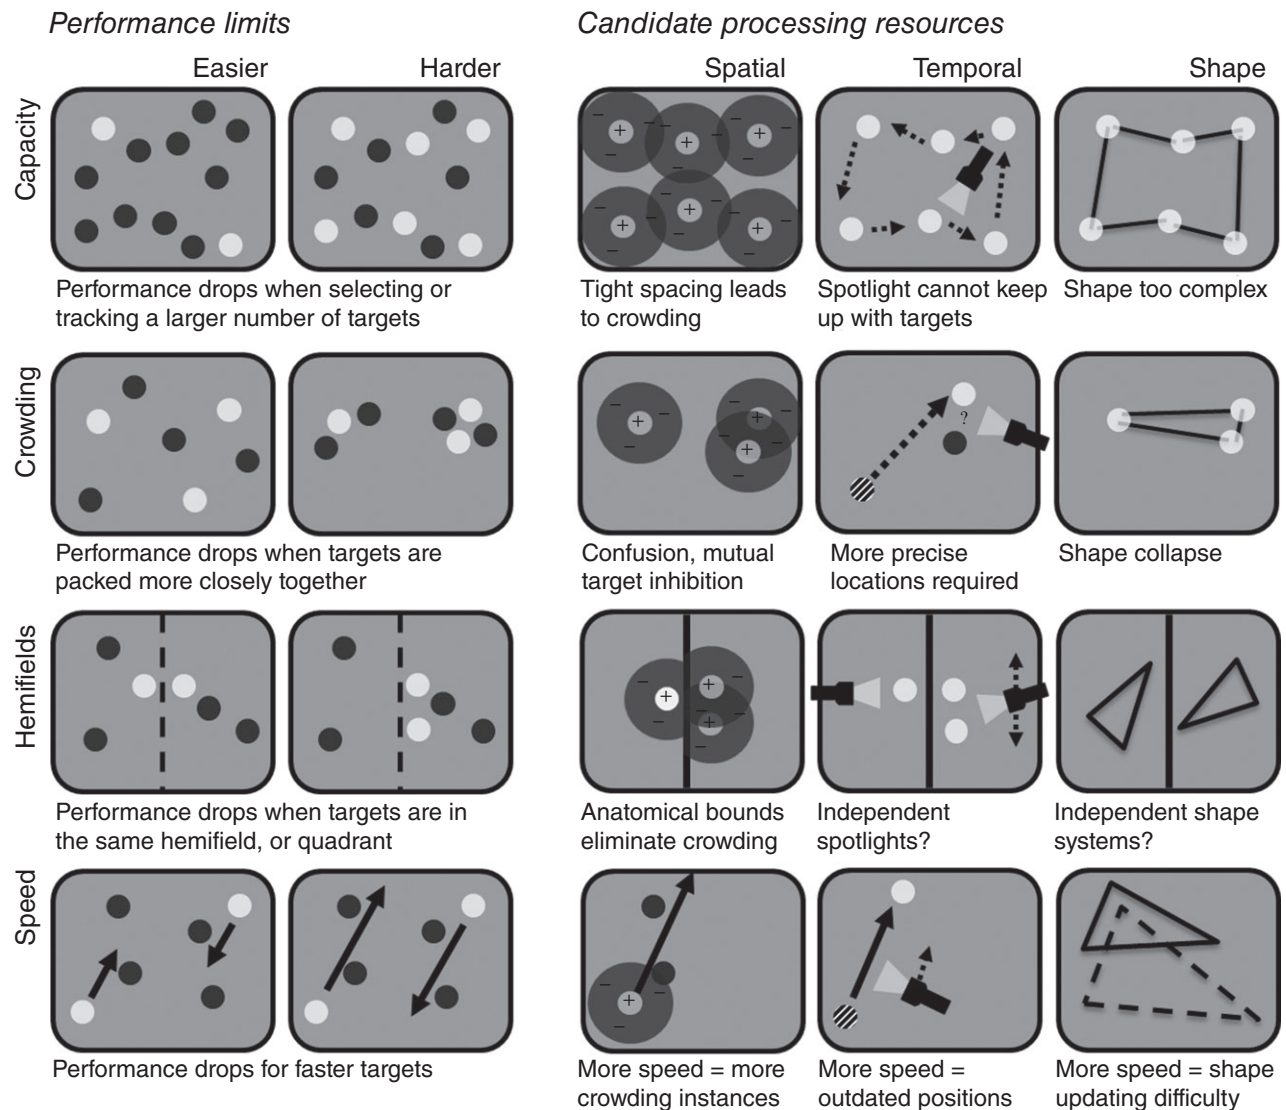 Performance limits
Candidate processing resources
Easier
Harder
Spatial
Temporal
Shape
Capacity
+
−
Performance drops when selecting or
tracking a larger number of targets
Tight spacing leads
to crowding
Spotlight cannot keep
up with targets
Shape too complex
Crowding
?
Performance drops when targets are
packed more closely together
Confusion, mutual
target inhibition
More precise
locations required
Shape collapse
Hemifields
Performance drops when targets are in
the same hemifield, or quadrant
Anatomical bounds
eliminate crowding
Independent
spotlights?
Independent shape
systems?
Speed
Performance drops for faster targets
More speed = more
crowding instances
More speed =
outdated positions
More speed = shape
updating difficulty